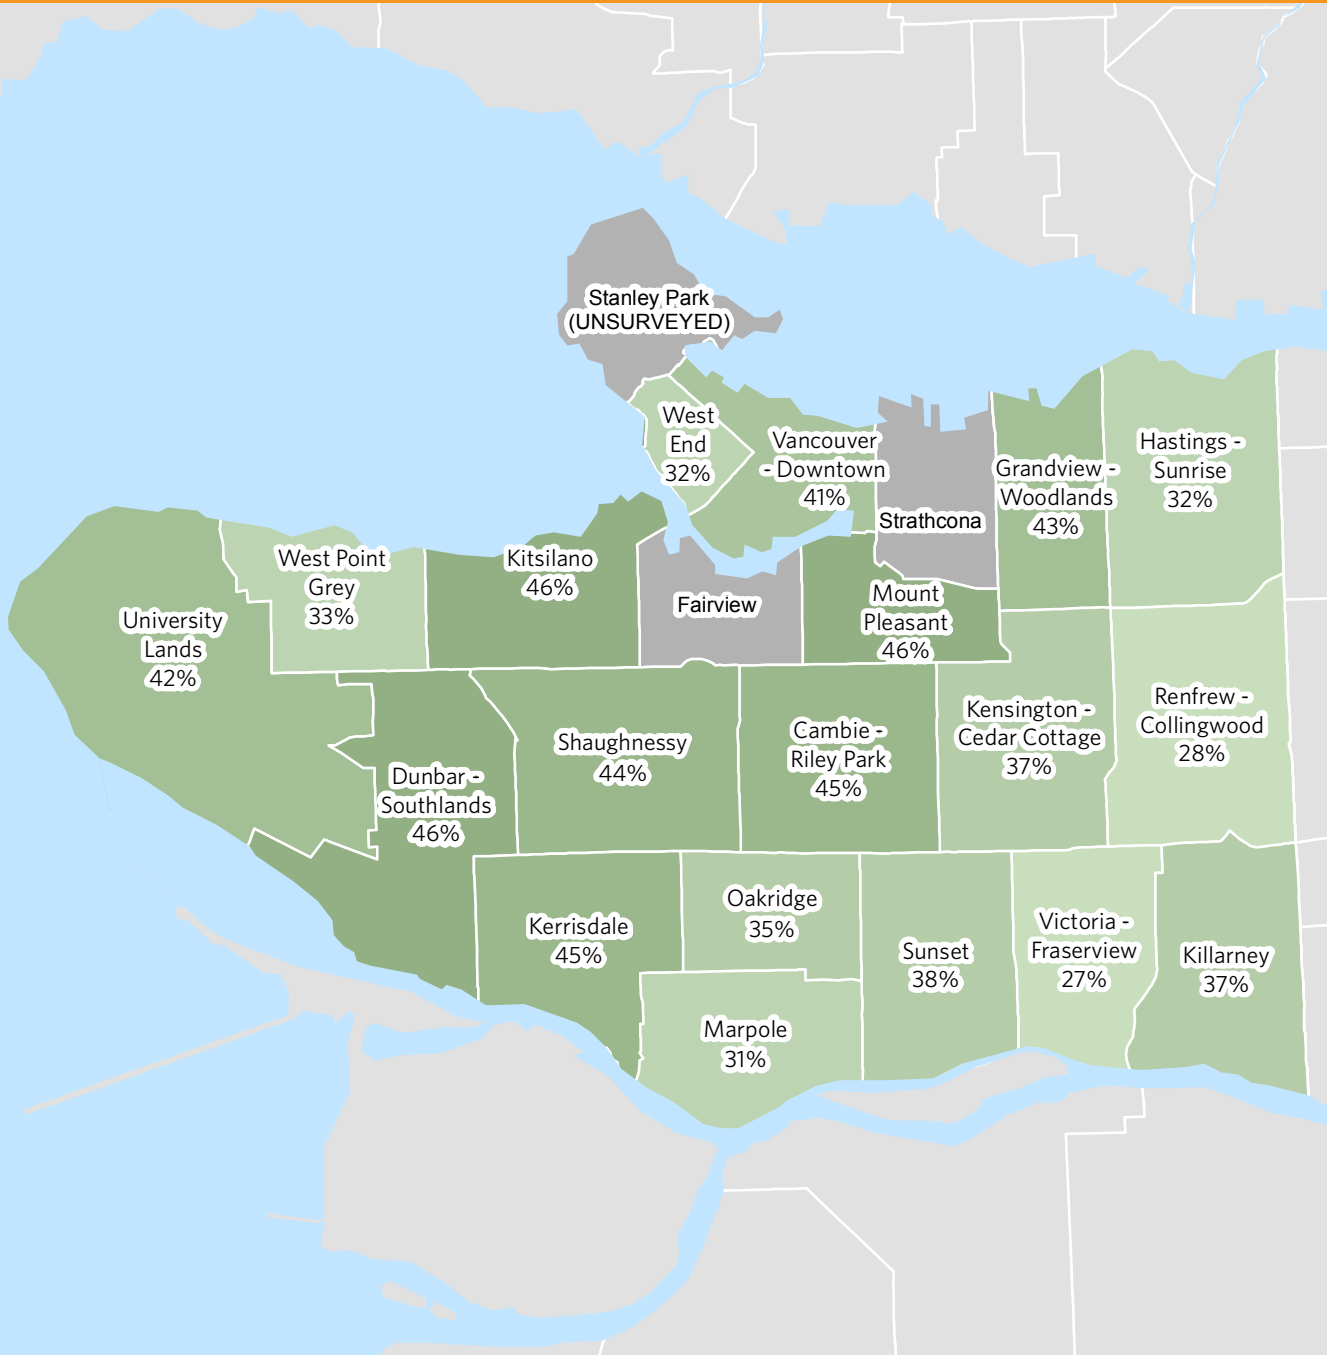 Stanley Park
(UNSURVEYED)
West
End
32%
Vancouver
- Downtown
41%
Strathcona
Grandview -
Woodlands
43%
Hastings -
Sunrise
32%
University
Lands
42%
West Point
Grey
33%
Kitsilano
46%
Fairview
Mount
Pleasant
46%
Dunbar -
Southlands
46%
Shaughnessy
44%
Cambie -
Riley Park
45%
Kensington -
Cedar Cottage
37%
Renfrew -
Collingwood
28%
Kerrisdale
45%
Oakridge
35%
Marpole
31%
Sunset
38%
Victoria -
Fraserview
27%
Killarney
37%